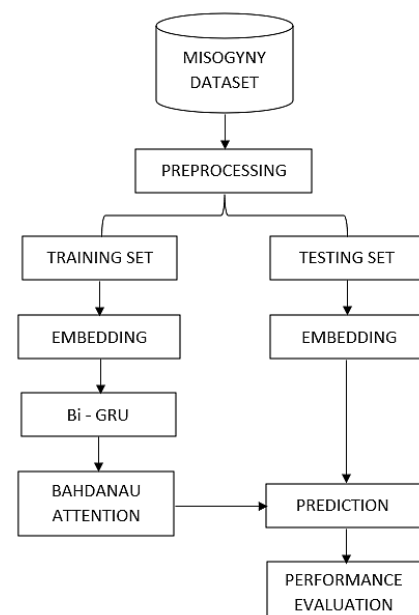 MISOGYNY
DATASET
PREPROCESSING
TRAINING SET
TESTING SET
EMBEDDING
EMBEDDING
Bi - GRU
BAHDANAU
ATTENTION
PREDICTION
PERFORMANCE
EVALUATION